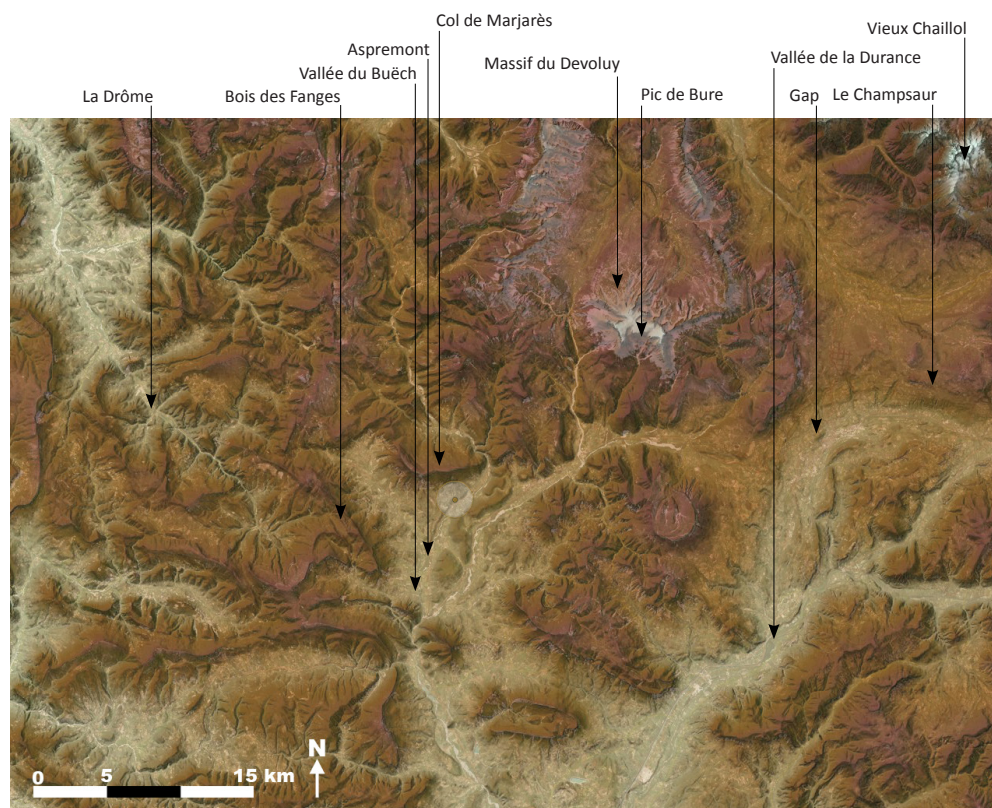 Col de Marjarès
Vieux Chaillol
Aspremont
Massif du Devoluy
Vallée de la Durance
Vallée du Buëch
La Drôme
Bois des Fanges
Pic de Bure
Gap
Le Champsaur
N
0 5 15 km